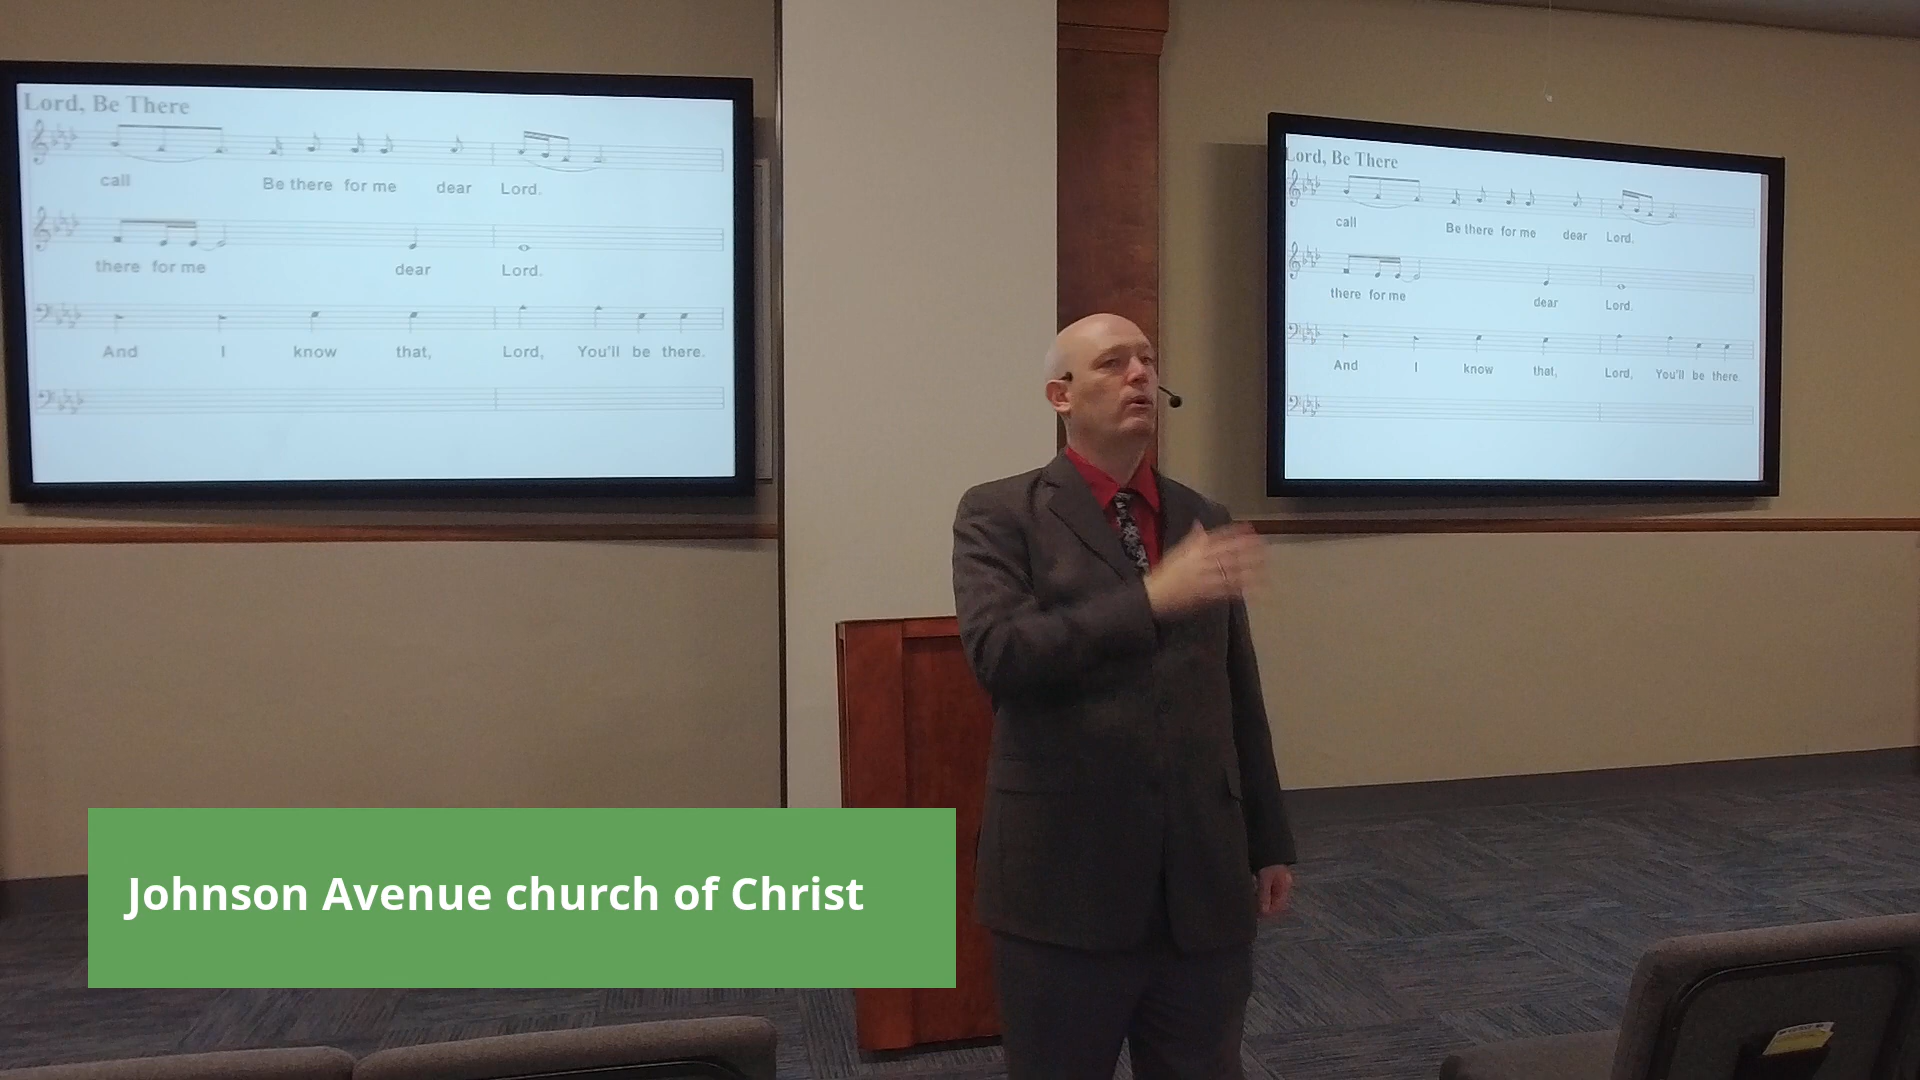 Lord, Be There
call Be there for me dear Lord.
there for me dear Lord.
And I know that, Lord, You'll be there.
Lord, Be There
call Be there for me dear Lord.
there for me dear Lord.
And I know that, Lord, You'll be there.
Johnson Avenue church of Christ